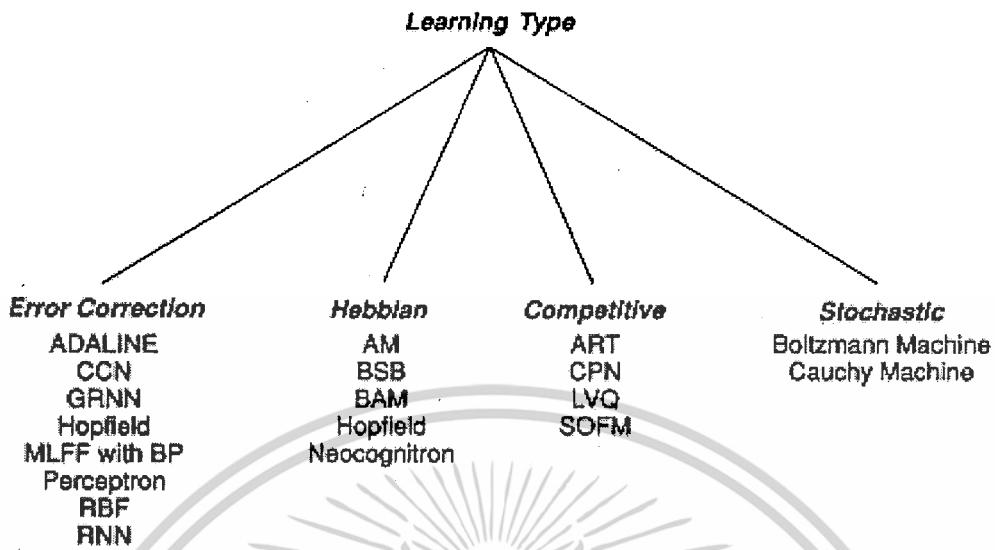 Learning Type
Error Correction
ADALINE
CCN
GRNN
Hopfield
MLFF with BP
Perceptron
RBF
RNN
Hebbian
AM
BSB
BAM
Hopfield
Neocognitron
Competitive
ART
CPN
LVQ
SOFM
Stochastic
Boltzmann Machine
Cauchy Machine